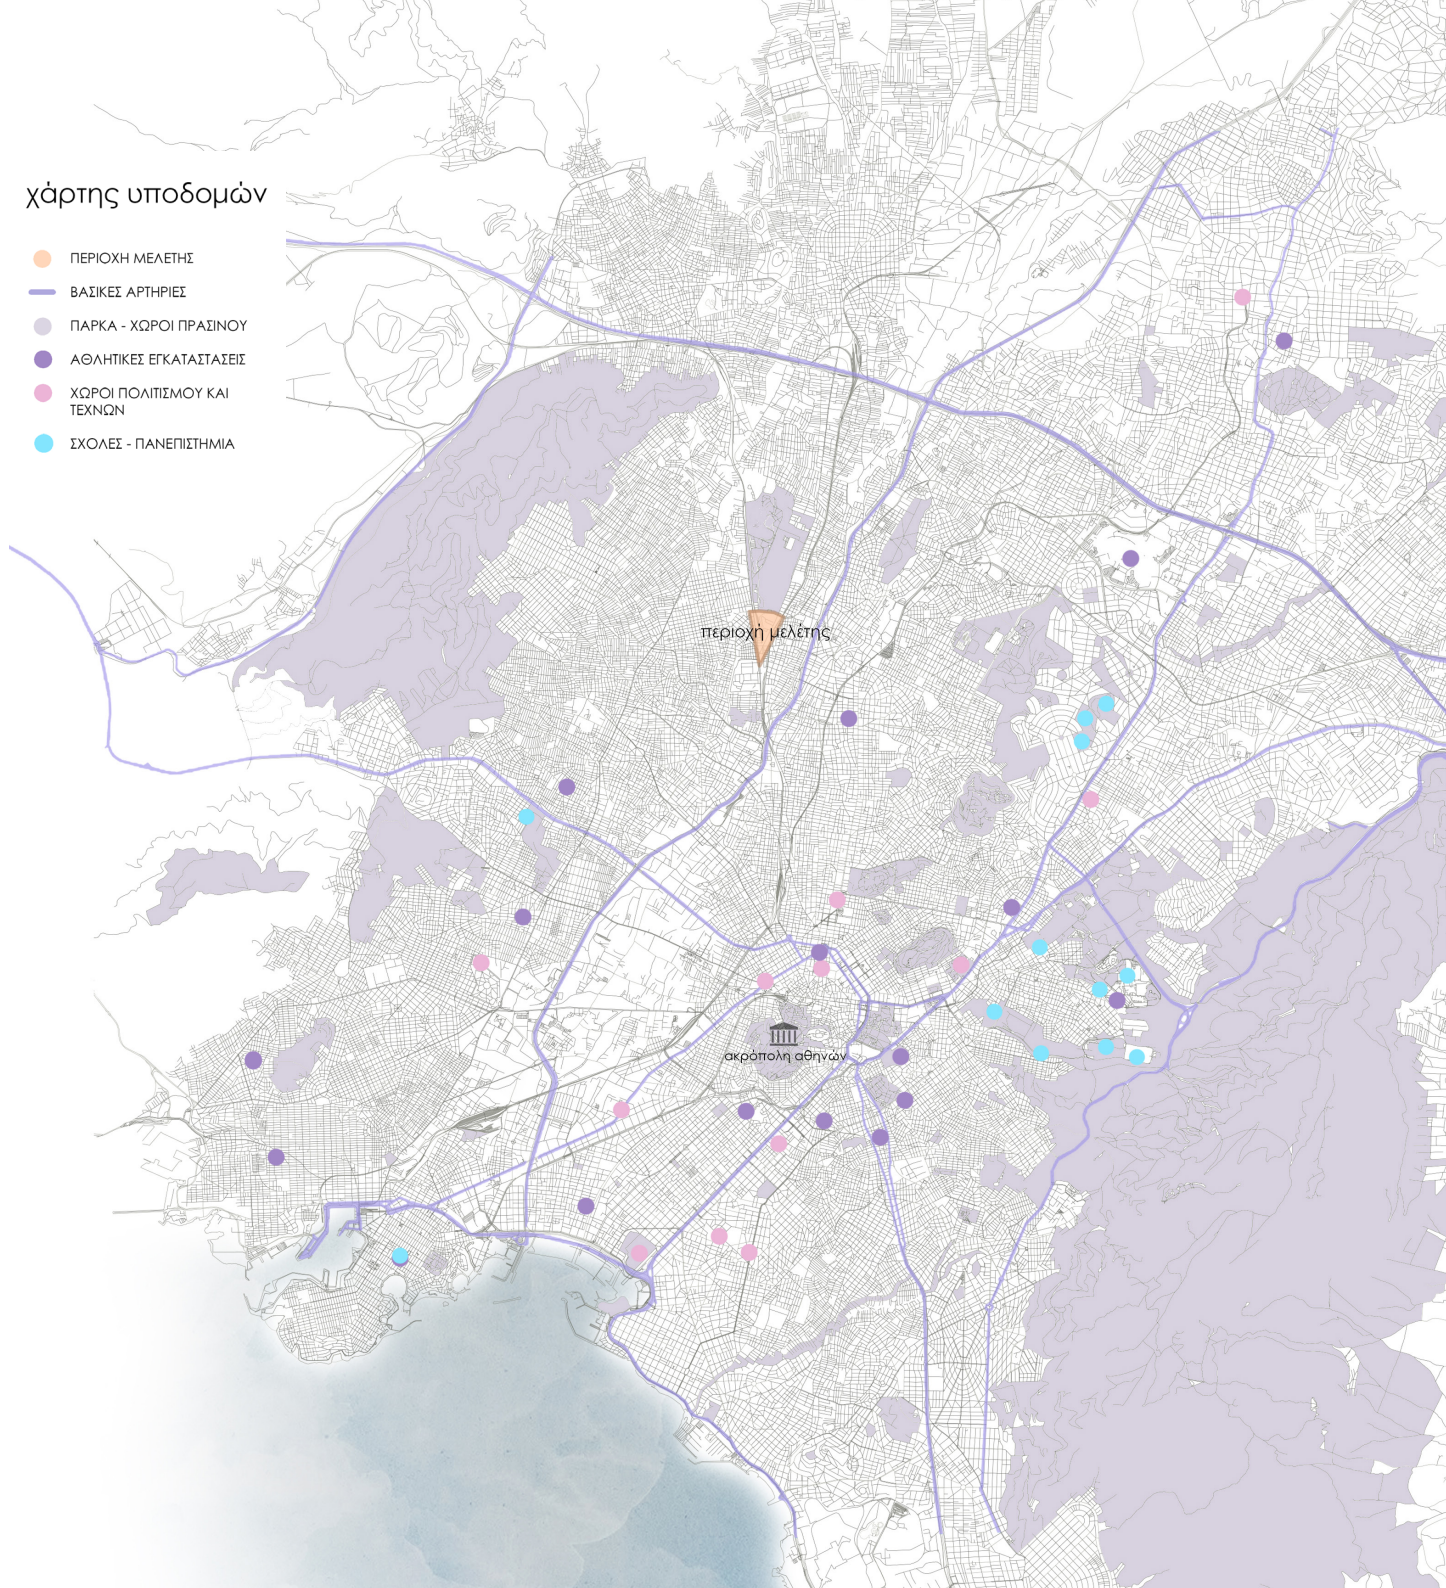 χάρτης υποδομών
ΠΕΡΙΟΧΗ ΜΕΛΕΤΗΣ
ΒΑΣΙΚΕΣ ΑΡΤΗΡΙΕΣ
ΠΑΡΚΑ - ΧΩΡΟΙ ΠΡΑΣΙΝΟΥ
ΑΘΛΗΤΙΚΕΣ ΕΓΚΑΤΑΣΤΑΣΕΙΣ
ΧΩΡΟΙ ΠΟΛΙΤΙΣΜΟΥ ΚΑΙ
ΤΕΧΝΩΝ
ΣΧΟΛΕΣ - ΠΑΝΕΠΙΣΤΗΜΙΑ
περιοχή μελέτης
ακρόπολη αθηνών